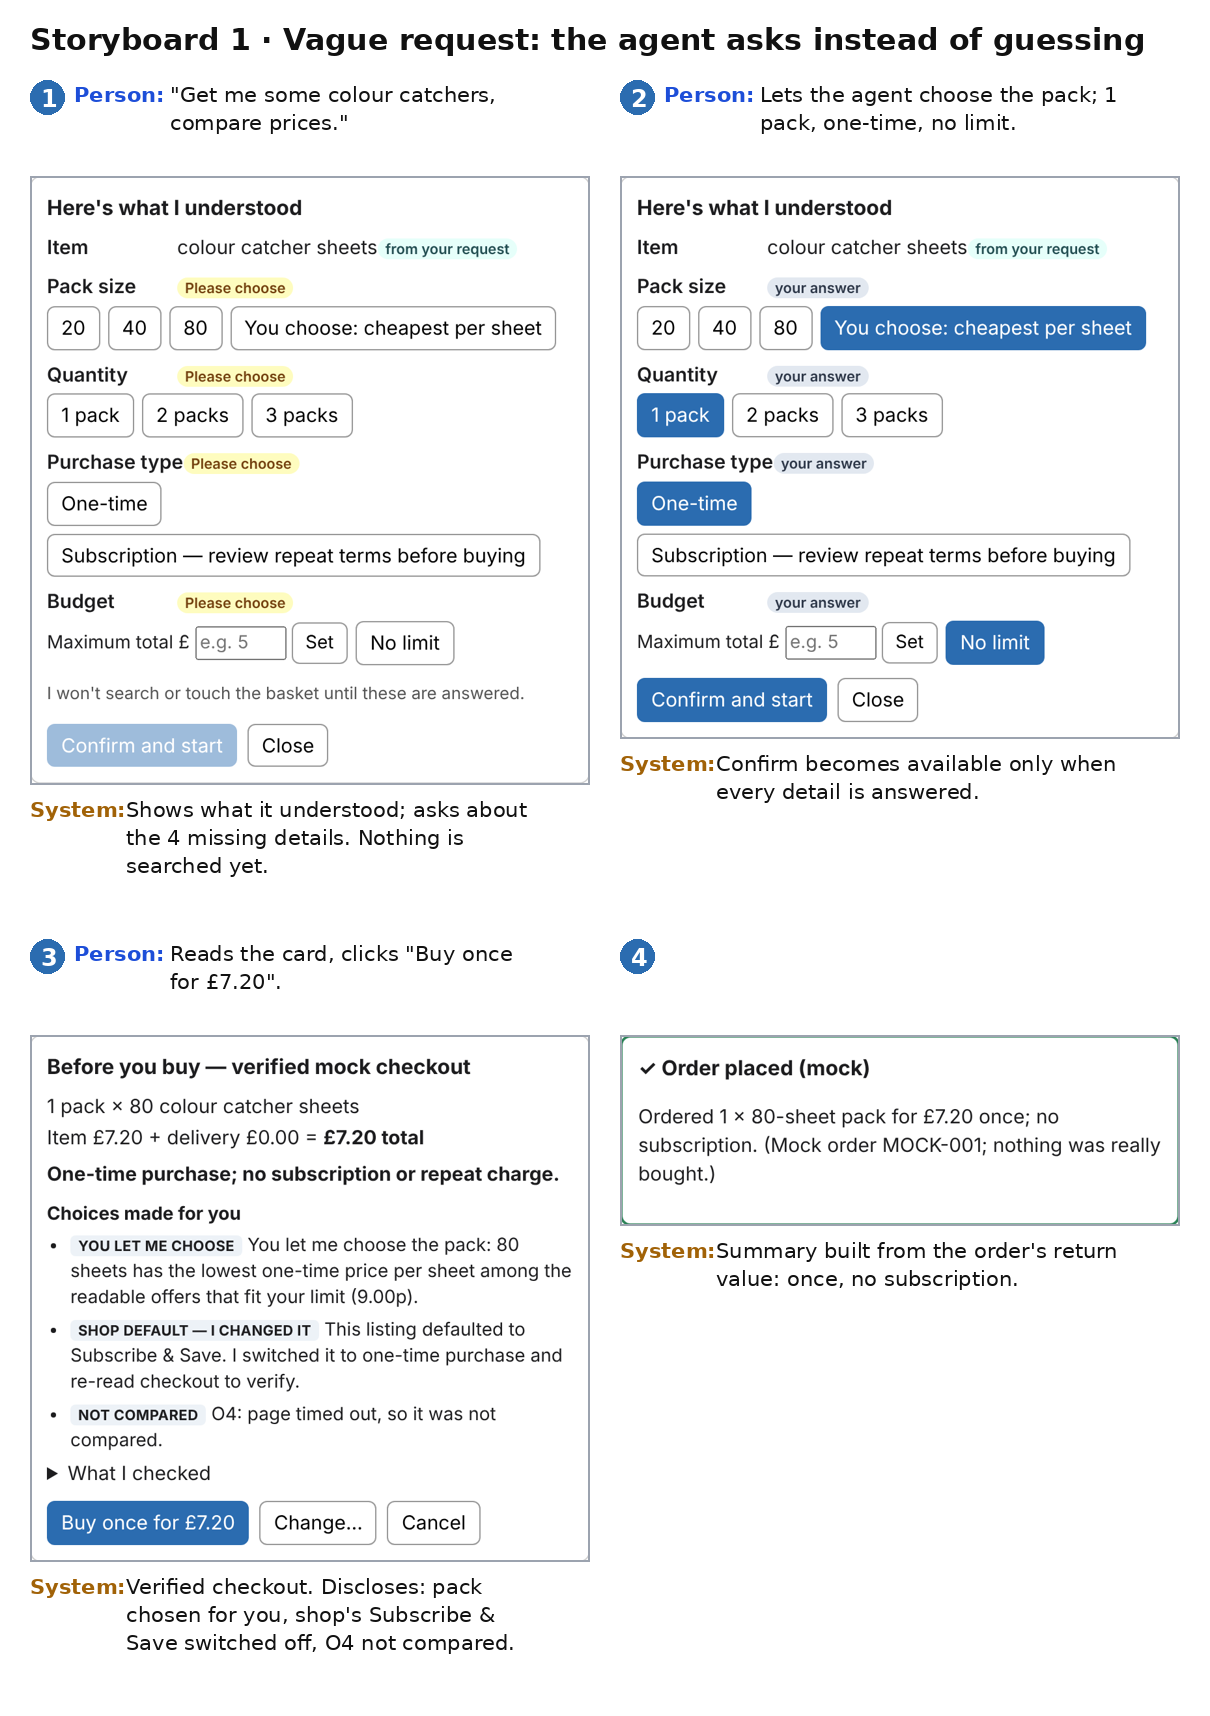 Storyboard 1 · Vague request: the agent asks instead of guessing
1 Person: "Get me some colour catchers,
compare prices."
Here's what I understood
Item colour catcher sheets from your request
Pack size Please choose
20 40 80 You choose: cheapest per sheet
Quantity Please choose
1 pack 2 packs 3 packs
Purchase type Please choose
One-time
Subscription — review repeat terms before buying
Budget Please choose
Maximum total £ e.g. 5 Set No limit
I won't search or touch the basket until these are answered.
Confirm and start Close
System: Shows what it understood; asks about
the 4 missing details. Nothing is
searched yet.
2 Person: Lets the agent choose the pack; 1
pack, one-time, no limit.
Here's what I understood
Item colour catcher sheets from your request
Pack size your answer
20 40 80 You choose: cheapest per sheet
Quantity your answer
1 pack 2 packs 3 packs
Purchase type your answer
One-time
Subscription — review repeat terms before buying
Budget your answer
Maximum total £ e.g. 5 Set No limit
Confirm and start Close
System: Confirm becomes available only when
every detail is answered.
3 Person: Reads the card, clicks "Buy once
for £7.20".
Before you buy — verified mock checkout
1 pack × 80 colour catcher sheets
Item £7.20 + delivery £0.00 = £7.20 total
One-time purchase; no subscription or repeat charge.
Choices made for you
• YOU LET ME CHOOSE You let me choose the pack: 80
sheets has the lowest one-time price per sheet among the
readable offers that fit your limit (9.00p).
• SHOP DEFAULT — I CHANGED IT This listing defaulted to
Subscribe & Save. I switched it to one-time purchase and
re-read checkout to verify.
• NOT COMPARED O4: page timed out, so it was not
compared.
▶ What I checked
Buy once for £7.20 Change... Cancel
System: Verified checkout. Discloses: pack
chosen for you, shop's Subscribe &
Save switched off, O4 not compared.
4
✓ Order placed (mock)
Ordered 1 × 80-sheet pack for £7.20 once; no
subscription. (Mock order MOCK-001; nothing was really
bought.)
System: Summary built from the order's return
value: once, no subscription.